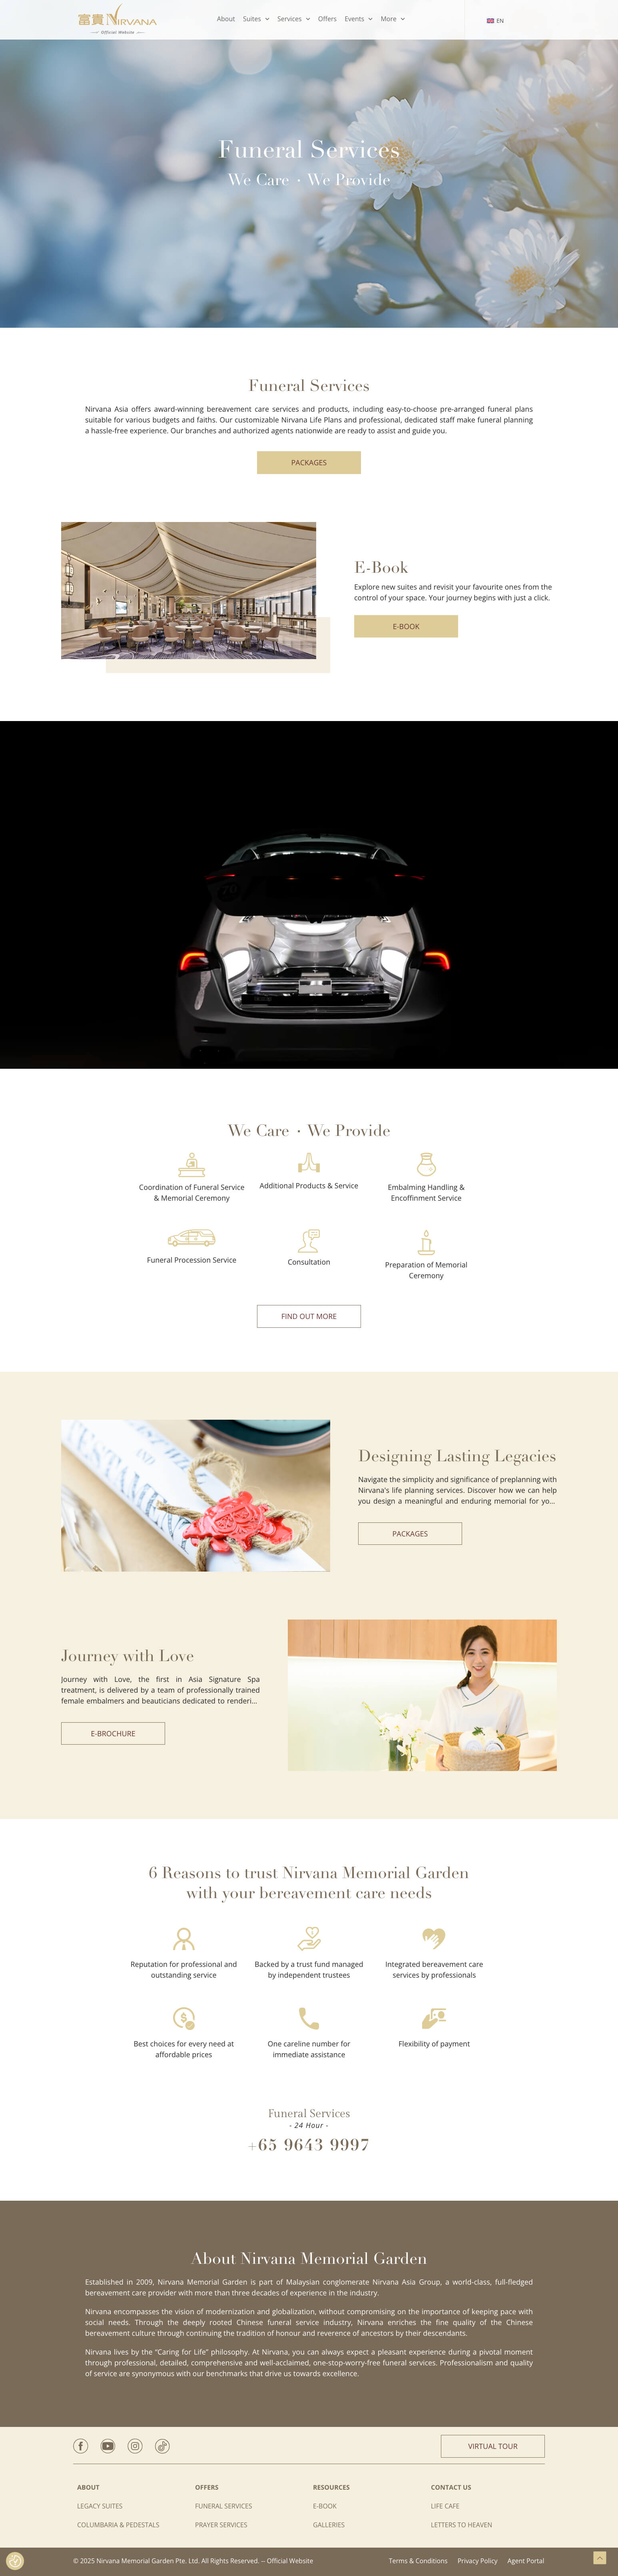 富貴 NIRVANA
Official Website
About Suites Services Offers Events More
EN
Funeral Services
We Care · We Provide
Funeral Services
Nirvana Asia offers award-winning bereavement care services and products, including easy-to-choose pre-arranged funeral plans
suitable for various budgets and faiths. Our customizable Nirvana Life Plans and professional, dedicated staff make funeral planning
a hassle-free experience. Our branches and authorized agents nationwide are ready to assist and guide you.
PACKAGES
E-Book
Explore new suites and revisit your favourite ones from the
control of your space. Your journey begins with just a click.
E-BOOK
We Care · We Provide
Coordination of Funeral Service
& Memorial Ceremony
Additional Products & Service
Embalming Handling &
Encoffinment Service
Funeral Procession Service
Consultation
Preparation of Memorial
Ceremony
FIND OUT MORE
Designing Lasting Legacies
Navigate the simplicity and significance of preplanning with
Nirvana's life planning services. Discover how we can help
you design a meaningful and enduring memorial for yo...
PACKAGES
Journey with Love
Journey with Love, the first in Asia Signature Spa
treatment, is delivered by a team of professionally trained
female embalmers and beauticians dedicated to renderi...
E-BROCHURE
6 Reasons to trust Nirvana Memorial Garden
with your bereavement care needs
Reputation for professional and
outstanding service
Backed by a trust fund managed
by independent trustees
Integrated bereavement care
services by professionals
Best choices for every need at
affordable prices
One careline number for
immediate assistance
Flexibility of payment
Funeral Services
- 24 Hour -
+65 9643 9997
About Nirvana Memorial Garden
Established in 2009, Nirvana Memorial Garden is part of Malaysian conglomerate Nirvana Asia Group, a world-class, full-fledged
bereavement care provider with more than three decades of experience in the industry.
Nirvana encompasses the vision of modernization and globalization, without compromising on the importance of keeping pace with
social needs. Through the deeply rooted Chinese funeral service industry, Nirvana enriches the fine quality of the Chinese
bereavement culture through continuing the tradition of honour and reverence of ancestors by their descendants.
Nirvana lives by the “Caring for Life” philosophy. At Nirvana, you can always expect a pleasant experience during a pivotal moment
through professional, detailed, comprehensive and well-acclaimed, one-stop-worry-free funeral services. Professionalism and quality
of service are synonymous with our benchmarks that drive us towards excellence.
VIRTUAL TOUR
ABOUT OFFERS RESOURCES CONTACT US
LEGACY SUITES FUNERAL SERVICES E-BOOK LIFE CAFE
COLUMBARIA & PEDESTALS PRAYER SERVICES GALLERIES LETTERS TO HEAVEN
© 2025 Nirvana Memorial Garden Pte. Ltd. All Rights Reserved. -- Official Website
Terms & Conditions Privacy Policy Agent Portal